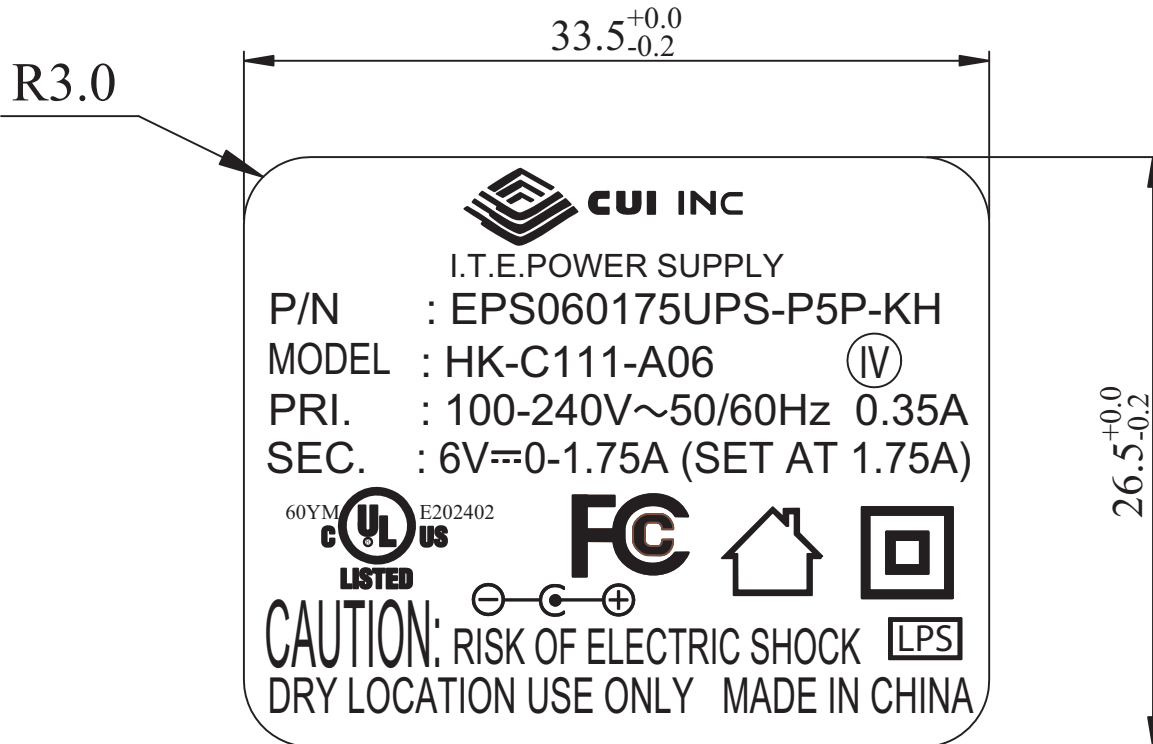 33.5+0.0-0.2
R3.0
CUI INC
I.T.E.POWER SUPPLY
P/N : EPS060175UPS-P5P-KH
MODEL : HK-C111-A06 IV
PRI. : 100-240V～50/60Hz 0.35A
SEC. : 6V⎓0-1.75A (SET AT 1.75A)
26.5+0.0-0.2
60YM E202402
C UL US
LISTED
FC
CAUTION: RISK OF ELECTRIC SHOCK LPS
DRY LOCATION USE ONLY MADE IN CHINA